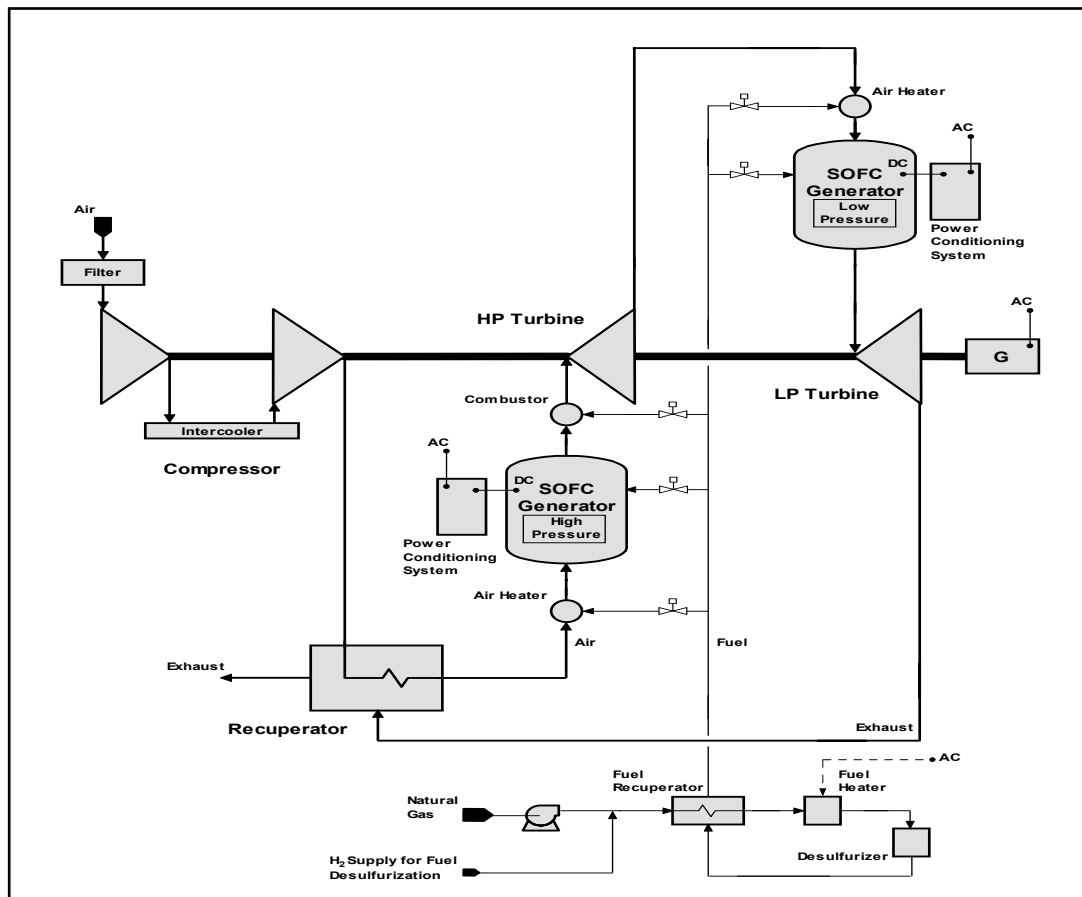 Air Heater
AC
DC
SOFC
Generator
Low
Pressure
Power
Conditioning
System
Air
Filter
HP Turbine
AC
G
LP Turbine
Intercooler
Compressor
Combustor
AC
DC
SOFC
Generator
High
Pressure
Power
Conditioning
System
Air Heater
Air
Fuel
Exhaust
Recuperator
Exhaust
Fuel
Recuperator
Fuel
Heater
AC
Natural
Gas
Desulfurizer
H2 Supply for Fuel
Desulfurization